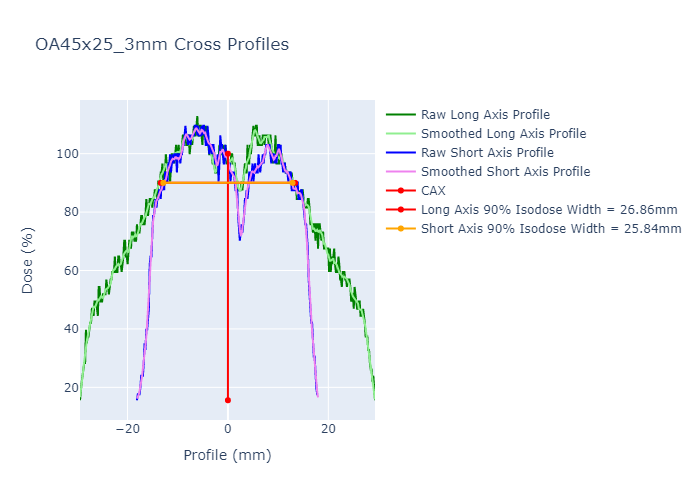 OA45x25_3mm Cross Profiles
Raw Long Axis Profile
Smoothed Long Axis Profile
Raw Short Axis Profile
Smoothed Short Axis Profile
CAX
Long Axis 90% Isodose Width = 26.86mm
Short Axis 90% Isodose Width = 25.84mm
Dose (%)
100
80
60
40
20
−20
0
20
Profile (mm)